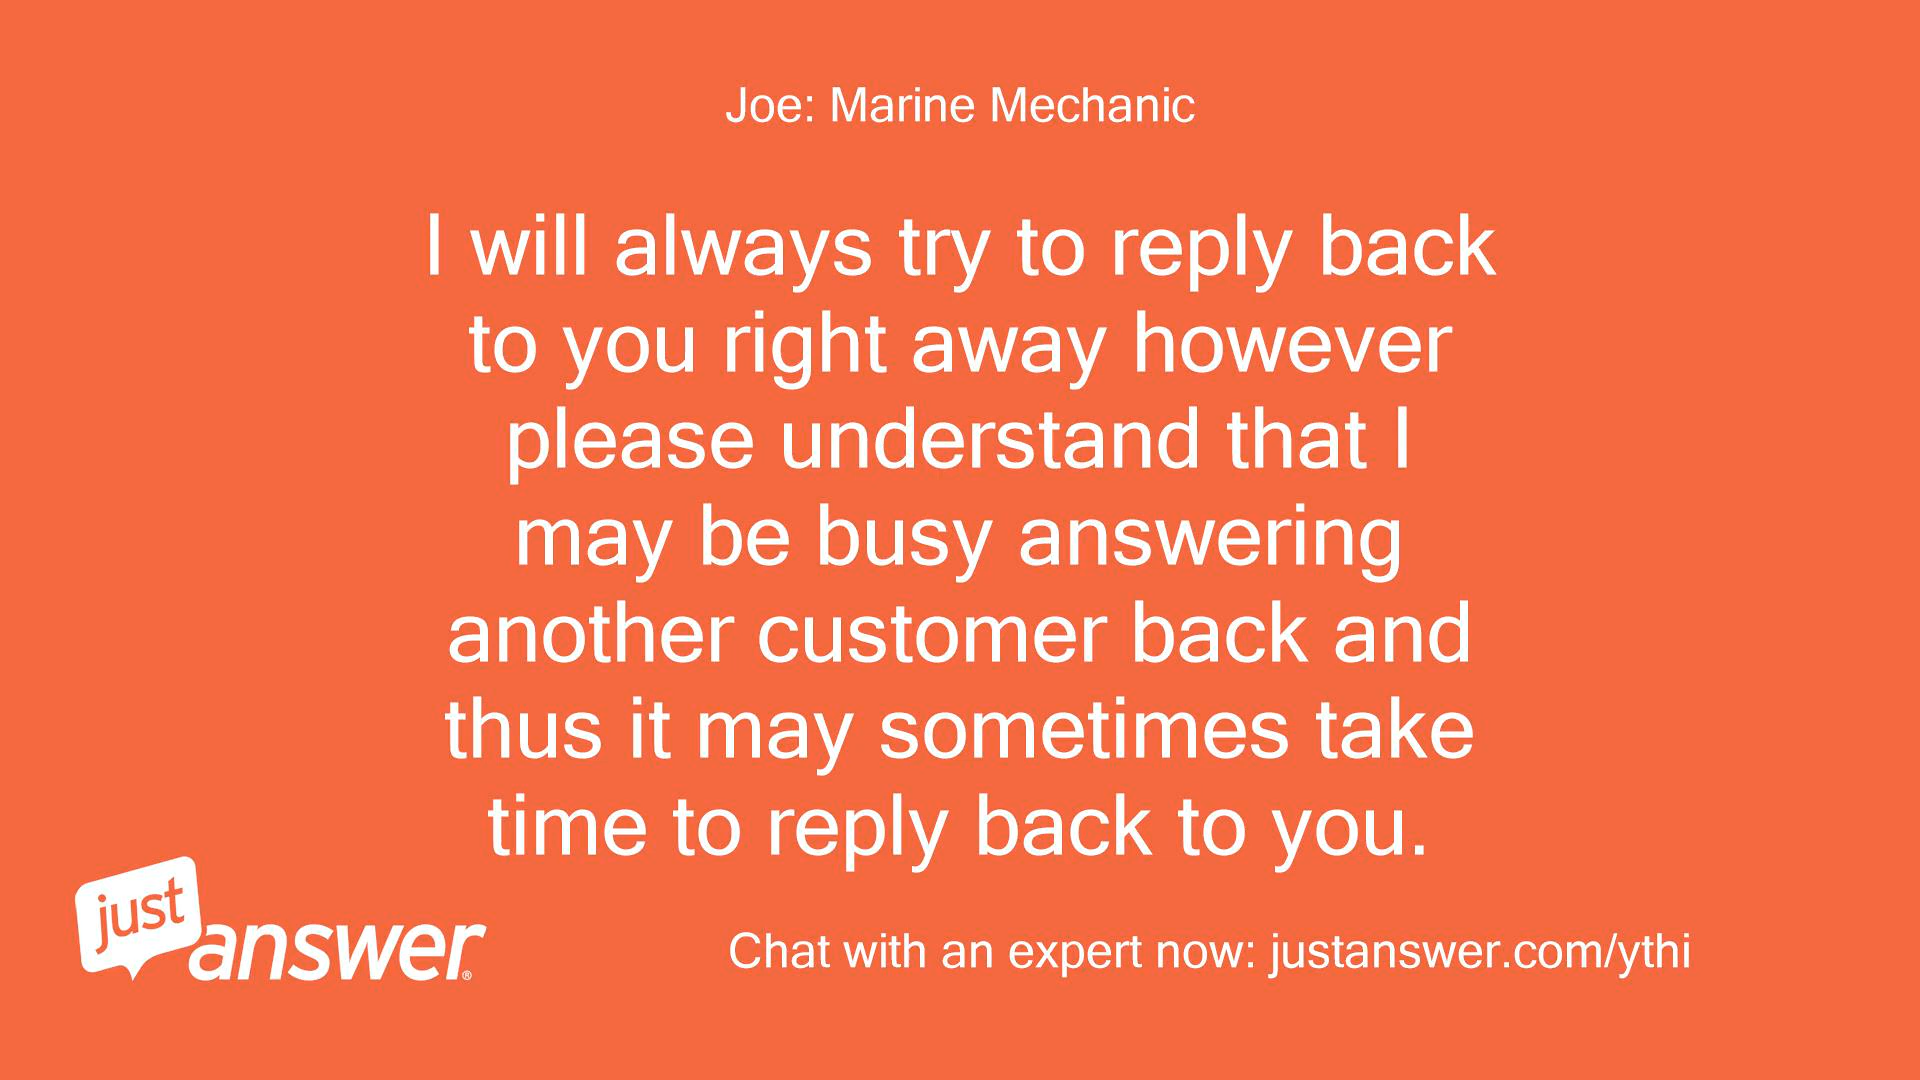 Joe: Marine Mechanic
I will always try to reply back
to you right away however
please understand that I
may be busy answering
another customer back and
thus it may sometimes take
time to reply back to you.
just
answer®
Chat with an expert now: justanswer.com/ythi